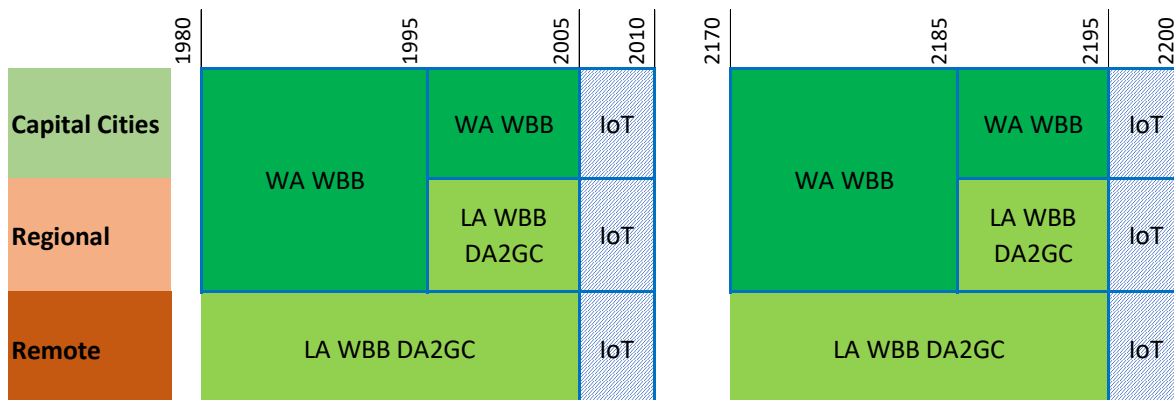 1980 1995 2005 2010 2170 2185 2195 2200
Capital Cities
WA WBB
WA WBB
IoT
WA WBB
WA WBB
IoT
Regional
LA WBB
DA2GC
IoT
LA WBB
DA2GC
IoT
Remote
LA WBB DA2GC
IoT
LA WBB DA2GC
IoT